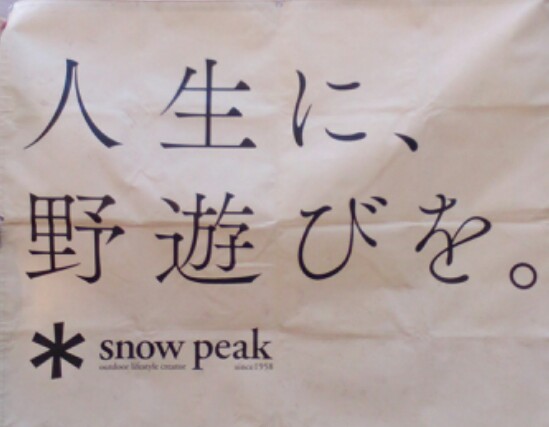 人生に、
野遊びを。
snow peak
outdoor lifestyle creator since1958